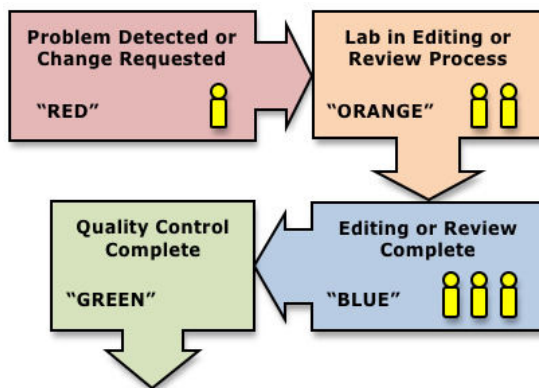 Problem Detected or
Change Requested
"RED"
Lab in Editing or
Review Process
"ORANGE"
Editing or Review
Complete
"BLUE"
Quality Control
Complete
"GREEN"